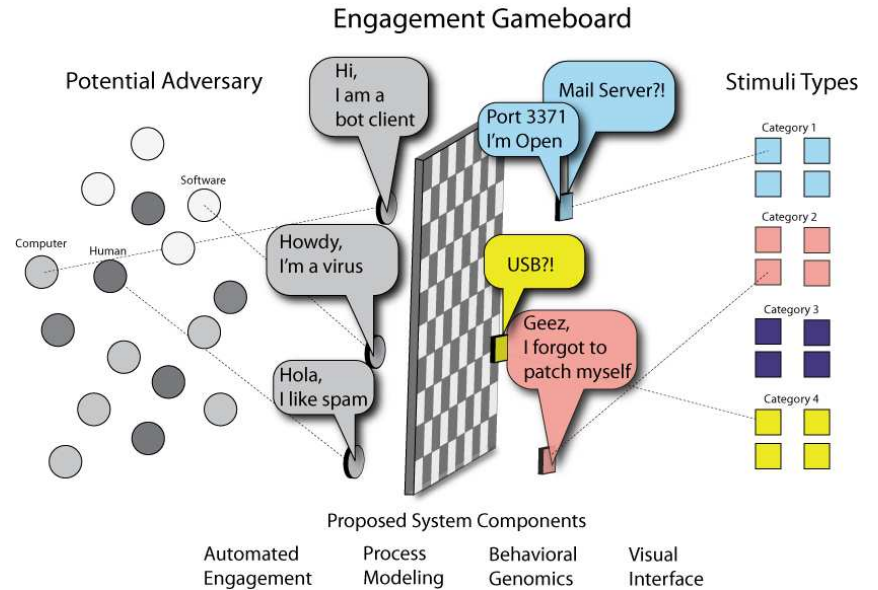 Engagement Gameboard
Potential Adversary
Stimuli Types
Hi,
I am a
bot client
Mail Server?!
Port 3371
I'm Open
Category 1
Software
Computer
Human
Howdy,
I'm a virus
USB?!
Category 2
Geez,
I forgot to
patch myself
Category 3
Hola,
I like spam
Category 4
Proposed System Components
Automated
Engagement
Process
Modeling
Behavioral
Genomics
Visual
Interface